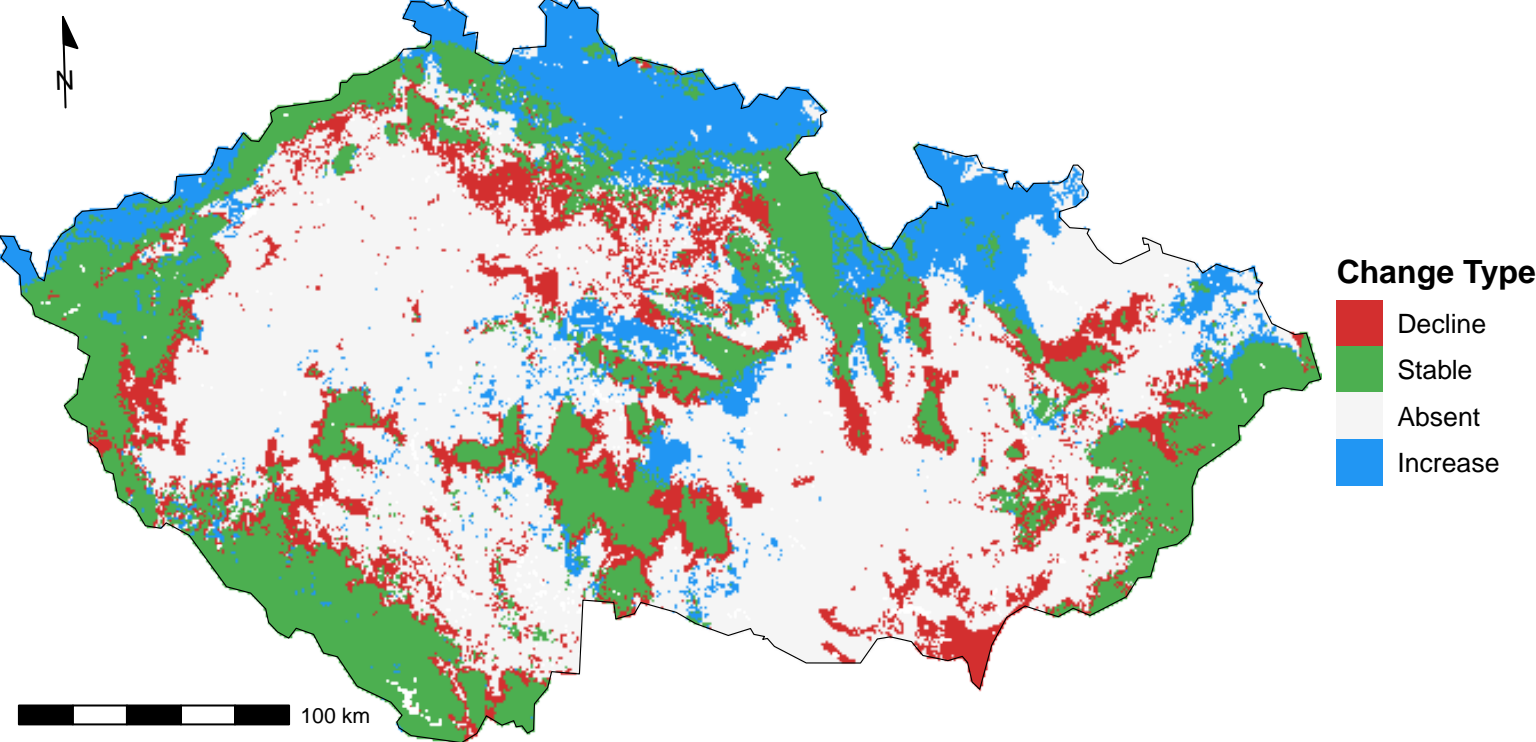 N
Change Type
Decline
Stable
Absent
Increase
100 km